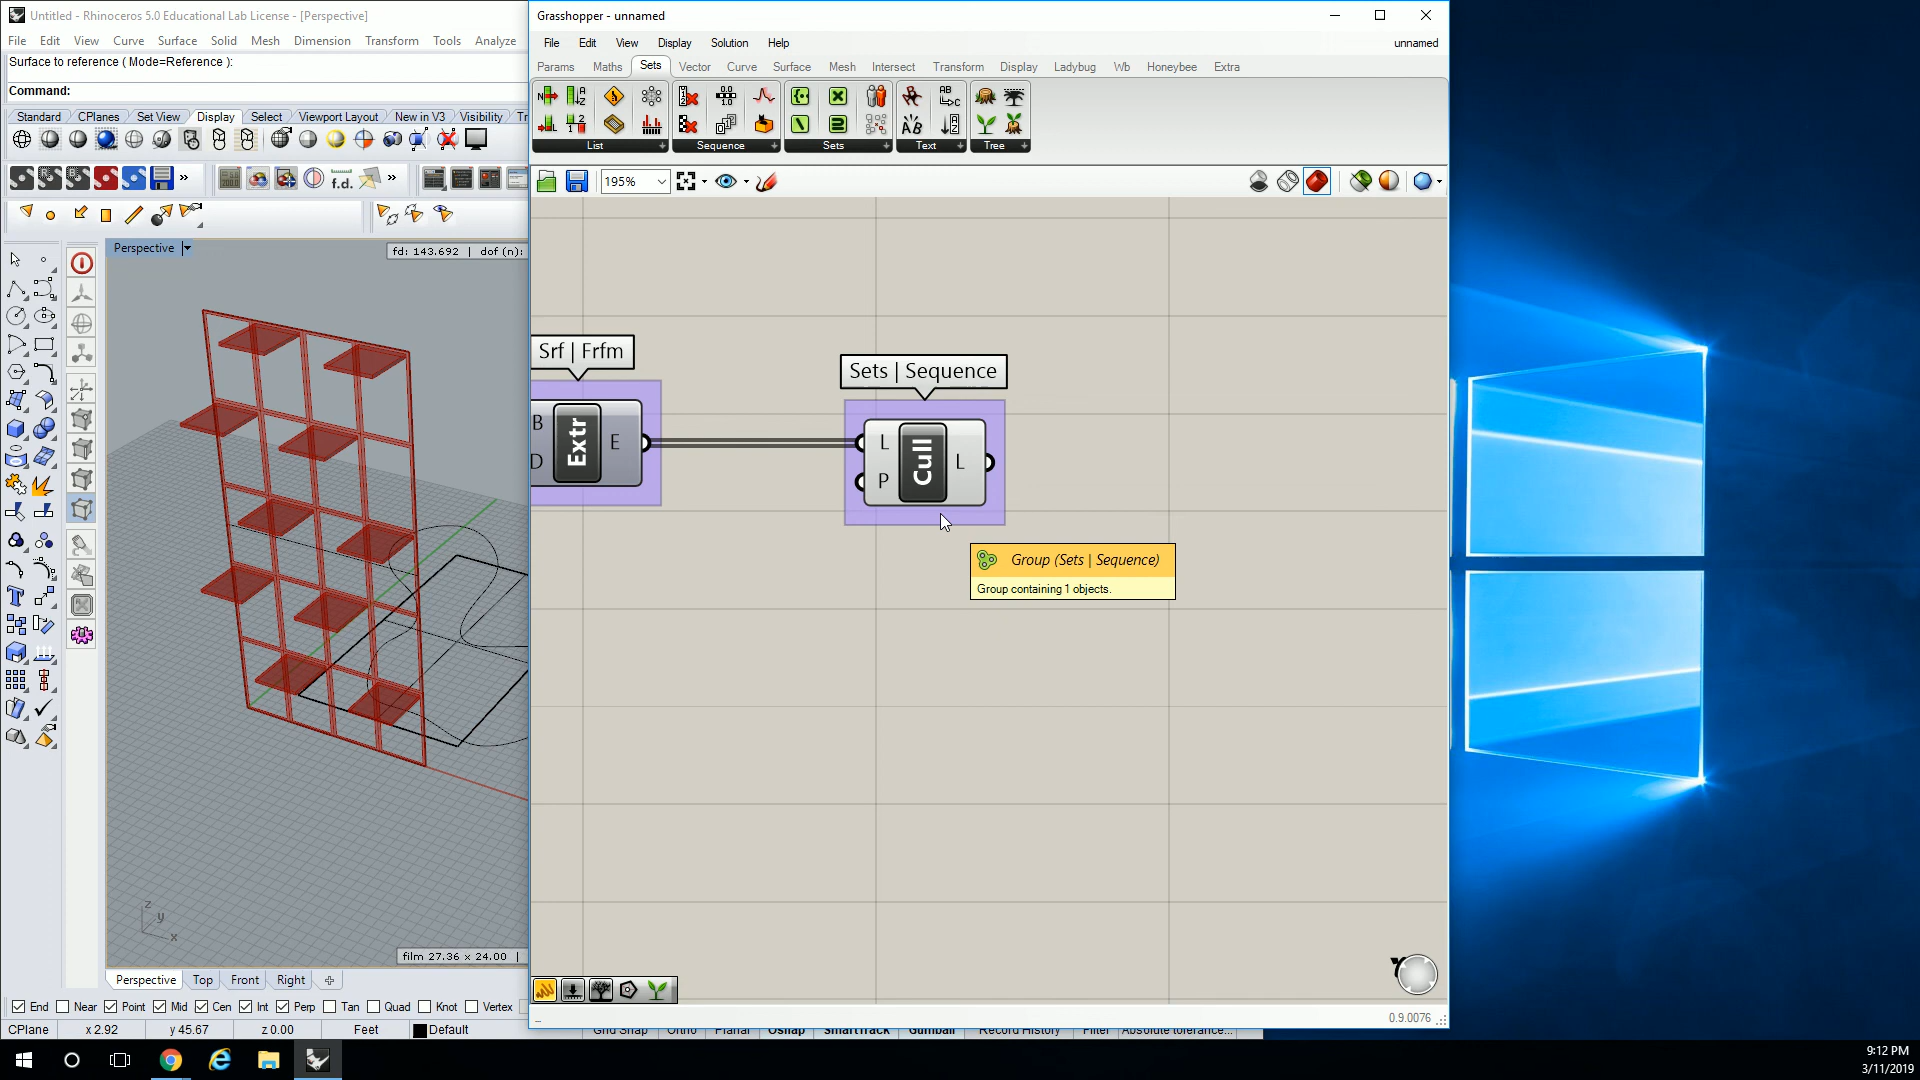 Untitled - Rhinoceros 5.0 Educational Lab License - [Perspective]
File Edit View Curve Surface Solid Mesh Dimension Transform Tools Analyze
Surface to reference ( Mode=Reference ):
Command:
Standard CPlanes Set View Display Select Viewport Layout New in V3 Visibility Tr
f.d.
Perspective
fd: 143.692 | dof (n):
z
y
x
film 27.36 x 24.00 |
Perspective Top Front Right
End Near Point Mid Cen Int Perp Tan Quad Knot Vertex
CPlane x 2.92 y 45.67 z 0.00 Feet Default
Grid Snap Ortho Planar Osnap SmartTrack Gumball Record History Filter Absolute tolerance...
Grasshopper - unnamed
File Edit View Display Solution Help unnamed
Params Maths Sets Vector Curve Surface Mesh Intersect Transform Display Ladybug Wb Honeybee Extra
List Sequence Sets Text Tree
195%
Srf | Frfm
B
D
Extr
E
Sets | Sequence
L
P
Cull
L
Group (Sets | Sequence)
Group containing 1 objects.
0.9.0076
9:12 PM
3/11/2019